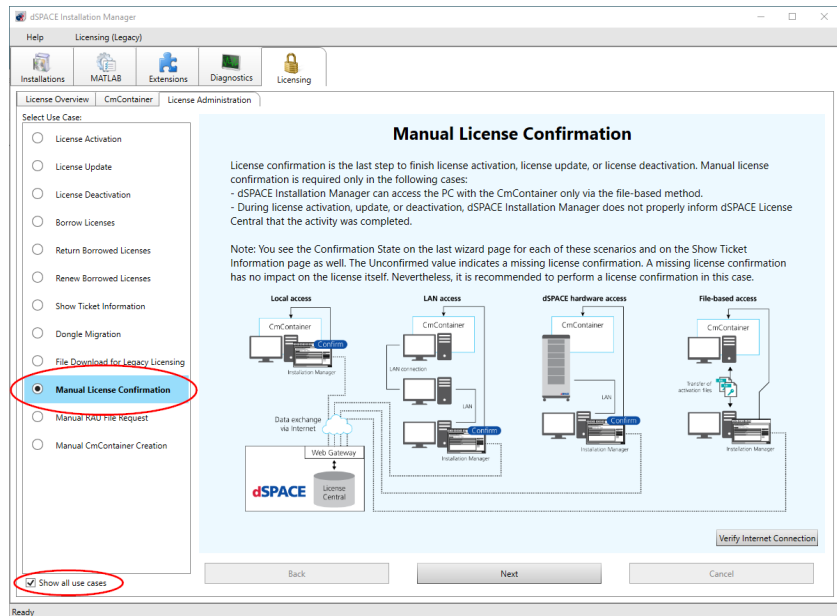 dSPACE Installation Manager
Help Licensing (Legacy)
Installations MATLAB Extensions Diagnostics Licensing
License Overview CmContainer License Administration
Select Use Case:
License Activation
License Update
License Deactivation
Borrow Licenses
Return Borrowed Licenses
Renew Borrowed Licenses
Show Ticket Information
Dongle Migration
File Download for Legacy Licensing
Manual License Confirmation
Manual RAU File Request
Manual CmContainer Creation
Show all use cases
Manual License Confirmation
License confirmation is the last step to finish license activation, license update, or license deactivation. Manual license
confirmation is required only in the following cases:
- dSPACE Installation Manager can access the PC with the CmContainer only via the file-based method.
- During license activation, update, or deactivation, dSPACE Installation Manager does not properly inform dSPACE License
Central that the activity was completed.
Note: You see the Confirmation State on the last wizard page for each of these scenarios and on the Show Ticket
Information page as well. The Unconfirmed value indicates a missing license confirmation. A missing license confirmation
has no impact on the license itself. Nevertheless, it is recommended to perform a license confirmation in this case.
Local access LAN access dSPACE hardware access File-based access
CmContainer CmContainer CmContainer CmContainer
Confirm
Installation Manager
LAN connection
LAN
LAN
Transfer of
activation files
Data exchange
via Internet
Confirm
Confirm
Installation Manager Installation Manager Installation Manager
Web Gateway
dSPACE
License
Central
Verify Internet Connection
Back Next Cancel
Ready